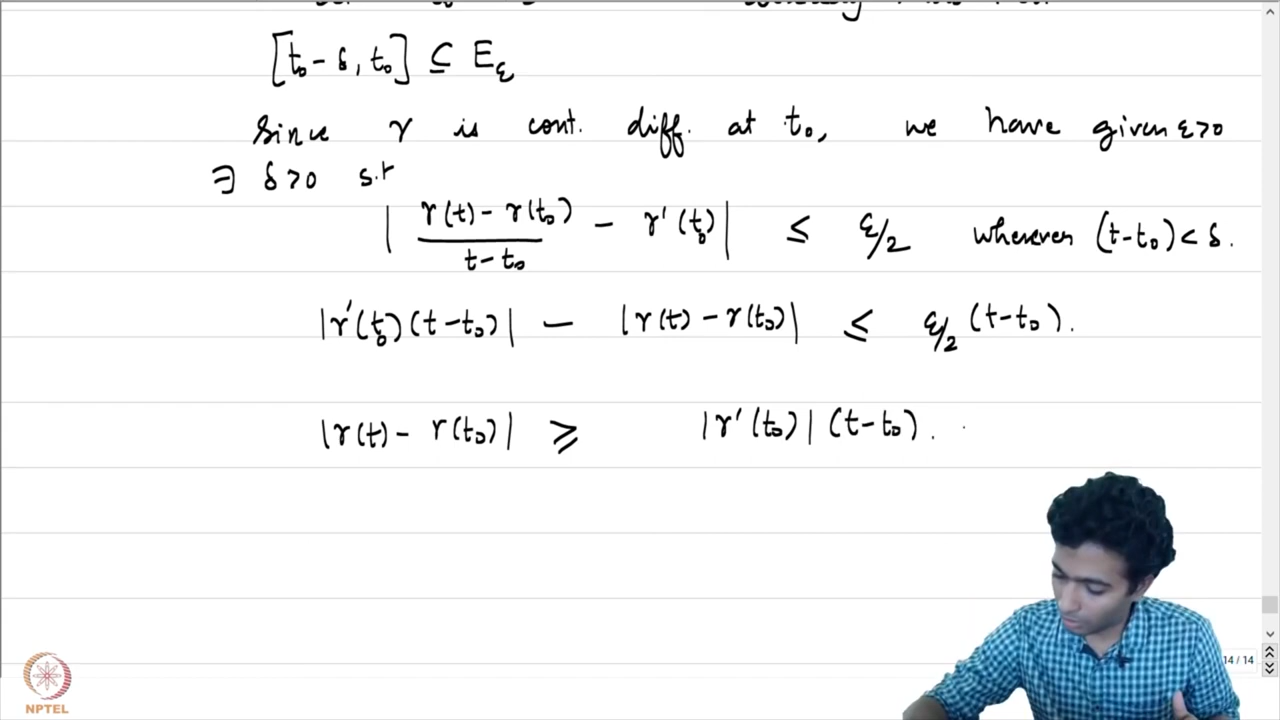 [t₀ - δ, t₀] ⊆ E_ε
Since γ is cont. diff. at t₀, we have given ε>0
∃ δ>0 s.t
| (γ(t) - γ(t₀))/(t - t₀) - γ'(t₀) | ≤ ε/2 whenever (t-t₀) < δ.
|γ'(t₀)(t-t₀)| - |γ(t) - γ(t₀)| ≤ ε/2 (t-t₀).
|γ(t) - γ(t₀)| ≥ |γ'(t₀)| (t-t₀).
14 / 14
NPTEL